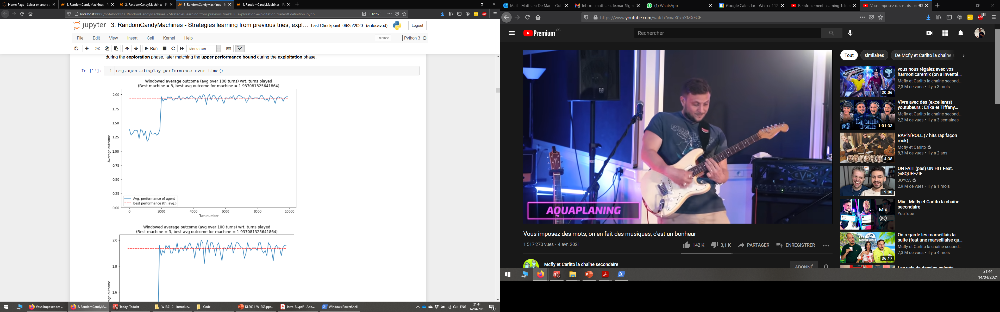 Home Page - Select or create a
1. RandomCandyMachines - P
2. RandomCandyMachines - Fi
3. RandomCandyMachines - St
4. RandomCandyMachines - Pa
localhost:8888/notebooks/3. RandomCandyMachines - Strategies learning from previous tries%2C exploration-exploitation tradeoff definition.ipynb
120%
jupyter 3. RandomCandyMachines - Strategies learning from previous tries, expl... Last Checkpoint: 09/25/2020 (autosaved)
Logout
File Edit View Insert Cell Kernel Help
Trusted
Python 3
Run
Markdown
during the exploration phase, later matching the upper performance bound during the exploitation phase.
In [14]:
1 cmg.agent.display_performance_over_time()
Windowed average outcome (avg over 100 turns) wrt. turns played
(Best machine = 3, best avg outcome for machine = 1.937081325641864)
2.00
1.75
1.50
1.25
1.00
0.75
0.50
0.25
0.00
Average outcome
Avg. performance of agent
Best performance (th. avg.)
0 2000 4000 6000 8000 10000
Turn number
Windowed average outcome (avg over 100 turns) wrt. turns played
(Best machine = 3, best avg outcome for machine = 1.937081325641864)
2.0
1.8
1.6
age outcome
Vous imposez des ...
3. RandomCandyM...
6
Today: Todoist
W13S1-2 - Introduc...
Code
DL2021_W12S3.ppt...
intro_RL.pdf - Ado...
Windows PowerShell
ENG
21:44
14/04/2021
3
Mail - Matthieu De Mari - Out
Inbox - matthieu.de.mari@gm
(1) WhatsApp
Google Calendar - Week of 12
Reinforcement Learning 1: Int
Vous imposez des mots, on
https://www.youtube.com/watch?v=aX0xpXMXEGE
ABP
6
Premium SG
Rechercher
EVH
AQUAPLANING
Vous imposez des mots, on en fait des musiques, c'est un bonheur
1 517 270 vues • 4 avr. 2021
142 K
3,1 K
PARTAGER
ENREGISTRER
Mcfly et Carlito la chaîne secondaire
ABONNÉ
Tout
similaires
De Mcfly et Carlito la chaîne s
MELI MELO 3
20:06
vous nous régalez avec vos
harmonicaremix (on a inventé...
Mcfly et Carlito la chaîne second...
2,3 M de vues • il y a 3 mois
La table Ovale
#3
1:01:33
Vivre avec des (excellents)
youtubeurs : Erika et Tiffany...
Mcfly et Carlito la chaîne second...
2,2 M de vues • il y a 3 semaines
4:38
RAP'N'ROLL (7 hits rap façon
rock)
Mcfly et Carlito
8,3 M de vues • il y a 2 ans
19:08
ON FAIT (pas) UN HIT Feat.
@SQUEEZIE
JOYCA
2,9 M de vues • il y a 1 mois
Mix
Mix - Mcfly et Carlito la chaîne
secondaire
YouTube
Les Marseillais
36:17
On regarde les marseillais la
suite (feat une marseillaise qu...
Mcfly et Carlito la chaîne second...
7,3 M de vues • il y a 4 mois
6
21:44
14/04/2021